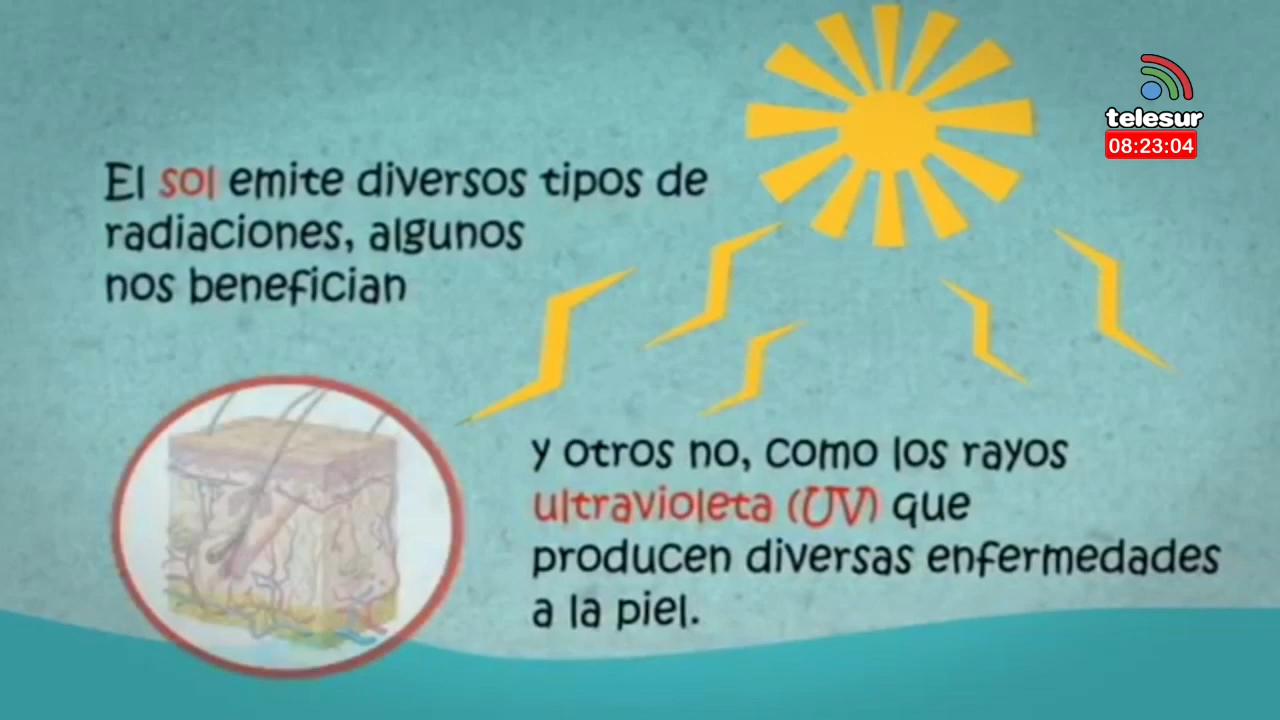 telesur
08:23:04
El sol emite diversos tipos de
radiaciones, algunos
nos benefician
y otros no, como los rayos
ultravioleta (UV) que
producen diversas enfermedades
a la piel.